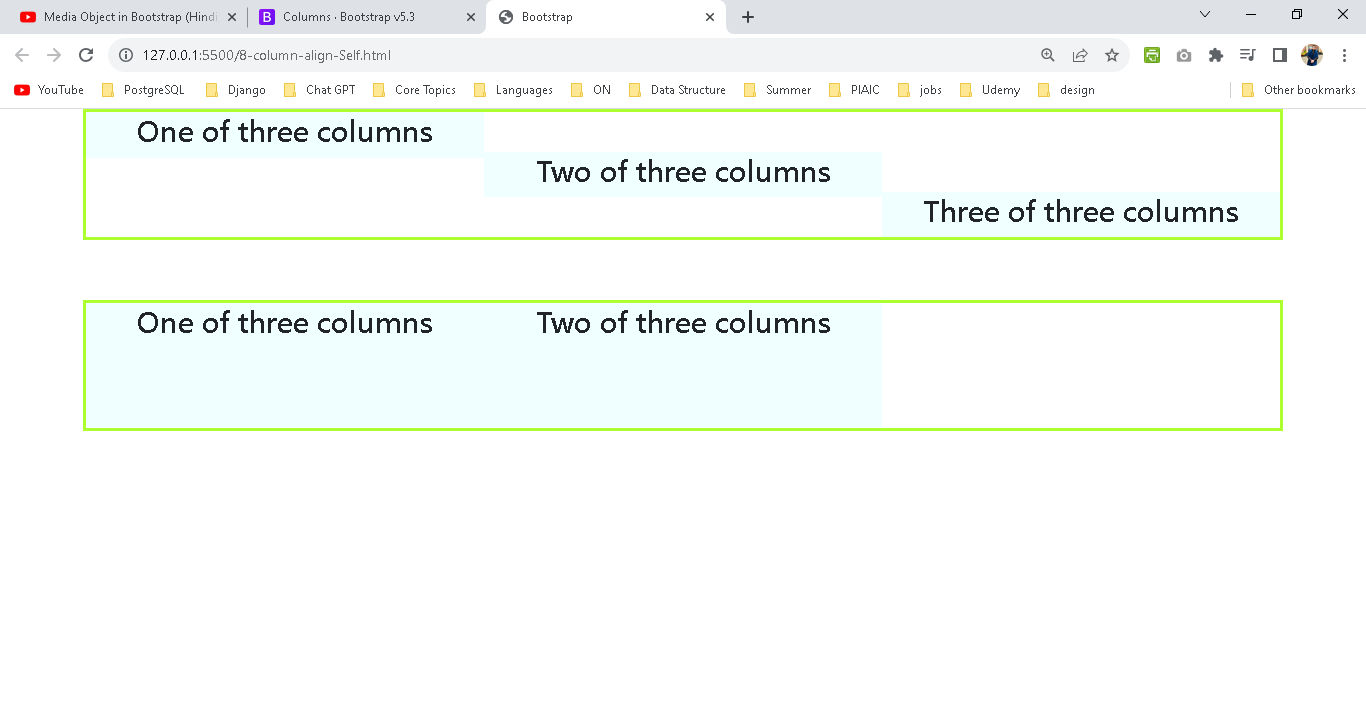 Media Object in Bootstrap (Hindi
Columns · Bootstrap v5.3
Bootstrap
127.0.0.1:5500/8-column-align-Self.html
YouTube PostgreSQL Django Chat GPT Core Topics Languages ON Data Structure Summer PIAIC jobs Udemy design Other bookmarks
One of three columns
Two of three columns
Three of three columns
One of three columns Two of three columns